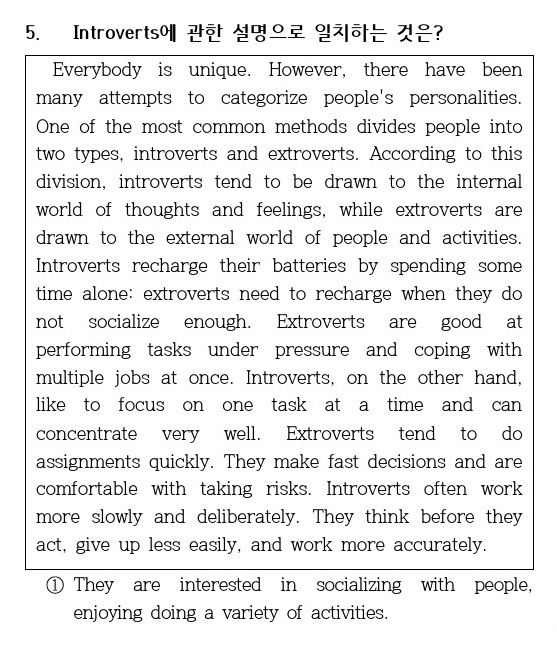 5. Introverts에 관한 설명으로 일치하는 것은?
Everybody is unique. However, there have been
many attempts to categorize people's personalities.
One of the most common methods divides people into
two types, introverts and extroverts. According to this
division, introverts tend to be drawn to the internal
world of thoughts and feelings, while extroverts are
drawn to the external world of people and activities.
Introverts recharge their batteries by spending some
time alone: extroverts need to recharge when they do
not socialize enough. Extroverts are good at
performing tasks under pressure and coping with
multiple jobs at once. Introverts, on the other hand,
like to focus on one task at a time and can
concentrate very well. Extroverts tend to do
assignments quickly. They make fast decisions and are
comfortable with taking risks. Introverts often work
more slowly and deliberately. They think before they
act, give up less easily, and work more accurately.
① They are interested in socializing with people,
enjoying doing a variety of activities.